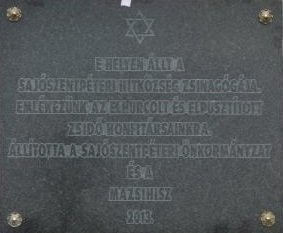 E HELYEN ÁLLT A
SAJÓSZENTPÉTERI HITKÖZSÉG ZSINAGÓGÁJA.
EMLÉKEZÜNK AZ ELHURCOLT ÉS ELPUSZTÍTOTT
ZSIDÓ HONFITÁRSAINKRA.
ÁLLÍTOTTA A SAJÓSZENTPÉTERI ÖNKORMÁNYZAT
ÉS A
MAZSIHISZ
2013.